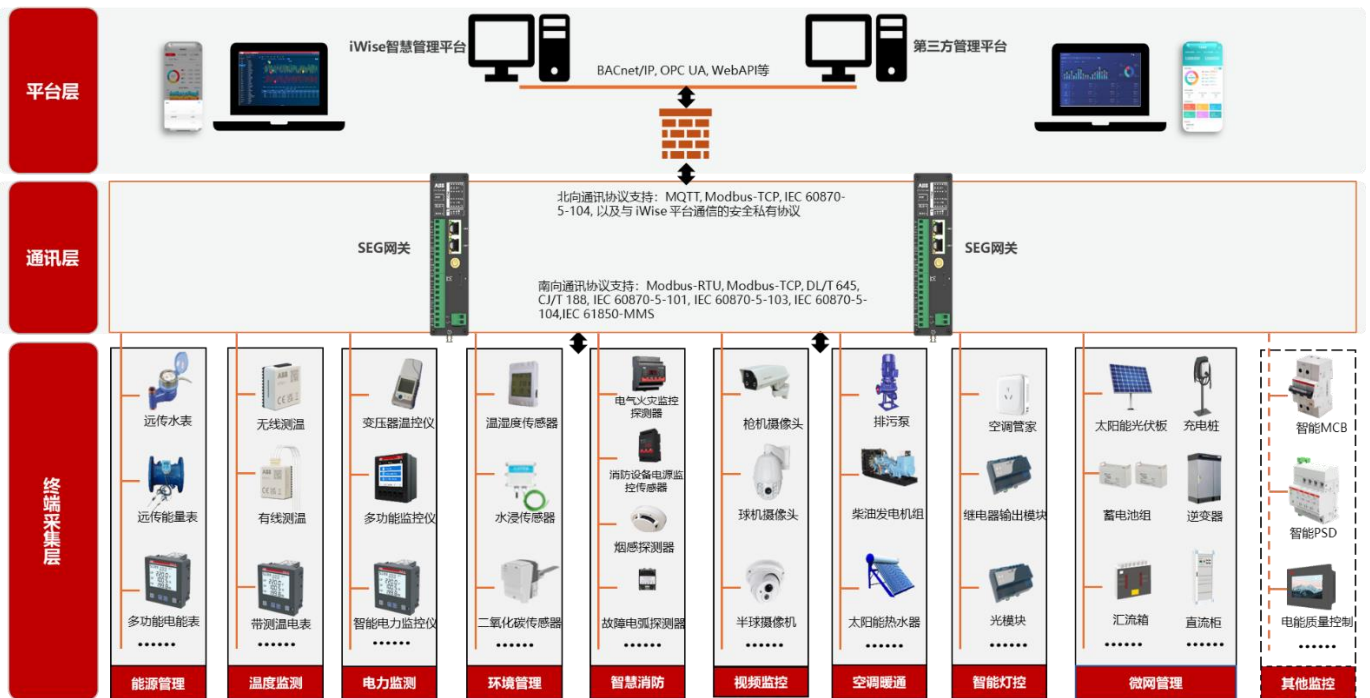 平台层
iWise智慧管理平台
第三方管理平台
BACnet/IP, OPC UA, WebAPI等
通讯层
ABB
ABB
北向通讯协议支持：MQTT, Modbus-TCP, IEC 60870-
5-104, 以及与 iWise 平台通信的安全私有协议
SEG网关
SEG网关
南向通讯协议支持：Modbus-RTU, Modbus-TCP, DL/T 645,
CJ/T 188, IEC 60870-5-101, IEC 60870-5-103, IEC 60870-5-
104,IEC 61850-MMS
终端采集层
远传水表
远传能量表
多功能电能表
······
能源管理
无线测温
有线测温
带测温电表
······
温度监测
变压器温控仪
多功能监控仪
智能电力监控仪
······
电力监测
温湿度传感器
水浸传感器
二氧化碳传感器
······
环境管理
电气火灾监控
探测器
消防设备电源监
控传感器
烟感探测器
故障电弧探测器
······
智慧消防
枪机摄像头
球机摄像头
半球摄像机
······
视频监控
排污泵
柴油发电机组
太阳能热水器
······
空调暖通
空调管家
继电器输出模块
光模块
······
智能灯控
太阳能光伏板
充电桩
蓄电池组
逆变器
汇流箱
直流柜
······
微网管理
智能MCB
智能PSD
电能质量控制
······
其他监控